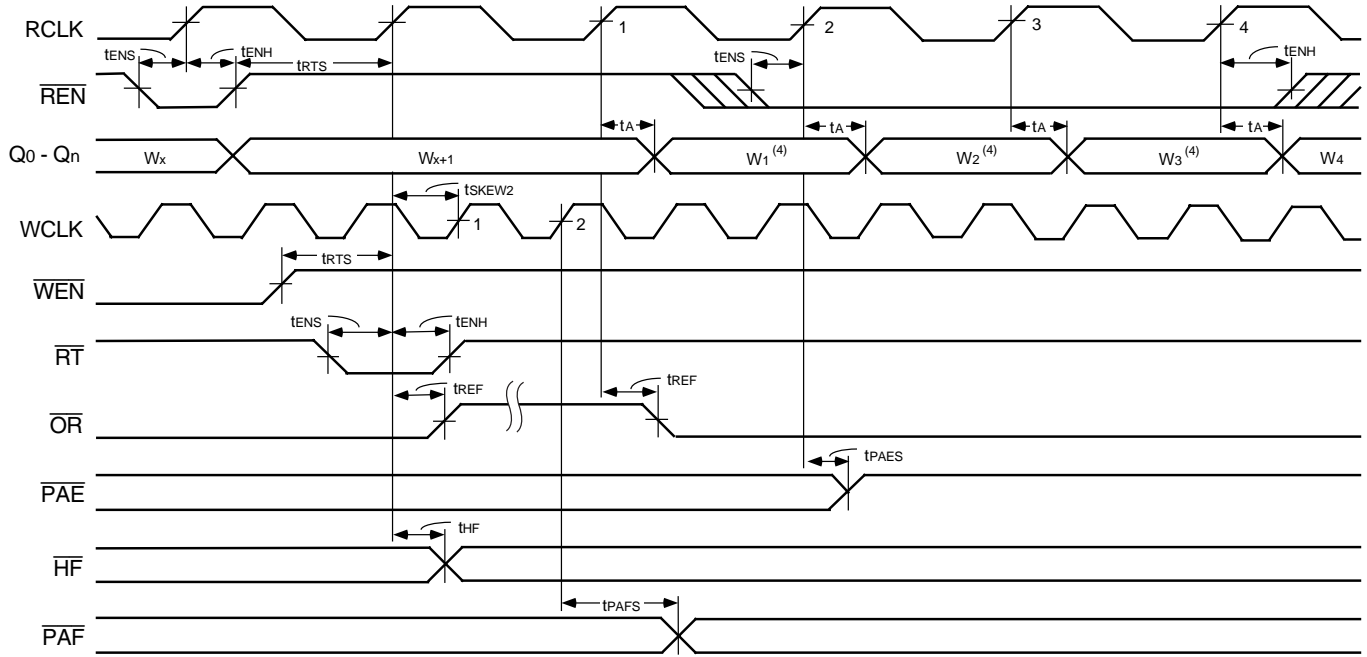 RCLK
1 2 3 4
tENS tENH tRTS tENS tENH
REN
tA tA tA tA
Q0 - Qn Wx Wx+1 W1(4) W2(4) W3(4) W4
tSKEW2
WCLK 1 2
tRTS
WEN
tENS tENH
RT
tREF tREF
OR
tPAES
PAE
tHF
HF
tPAFS
PAF